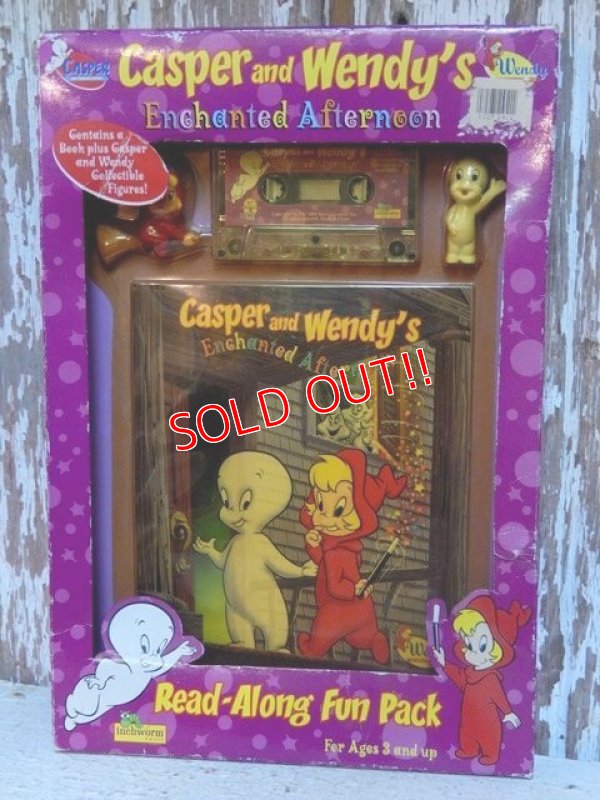 CASPER
Casper and Wendy's
Wendy
Enchanted Afternoon
Contains a
Book plus Casper
and Wendy
Collectible
Figures!
Casper and Wendy's
Enchanted
SOLD OUT!!
Read-Along Fun Pack
Inchworm
For Ages 3 and up